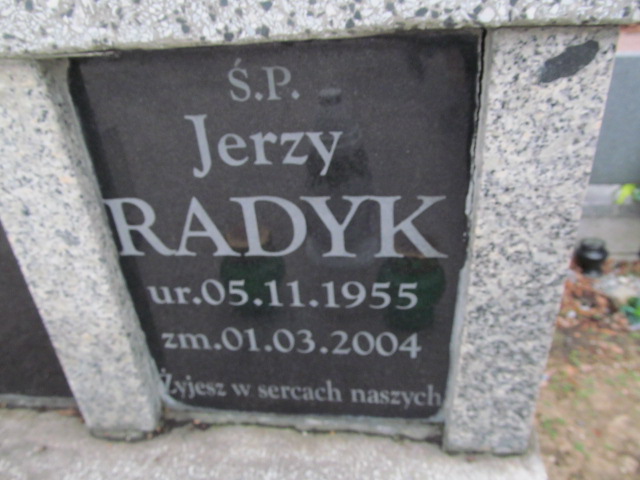 Ś.P.
Jerzy
RADYK
ur.05.11.1955
zm.01.03.2004
Żyjesz w sercach naszych